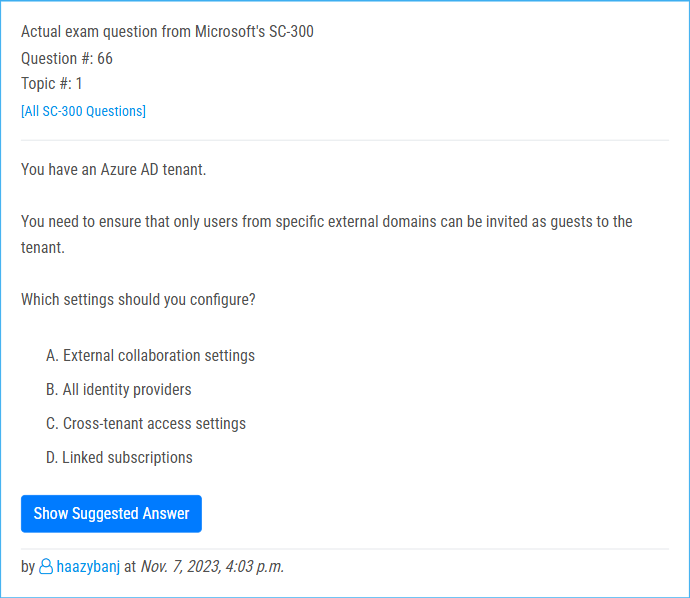 Actual exam question from Microsoft's SC-300
Question #: 66
Topic #: 1
[All SC-300 Questions]
You have an Azure AD tenant.
You need to ensure that only users from specific external domains can be invited as guests to the
tenant.
Which settings should you configure?
A. External collaboration settings
B. All identity providers
C. Cross-tenant access settings
D. Linked subscriptions
Show Suggested Answer
by haazybanj at Nov. 7, 2023, 4:03 p.m.